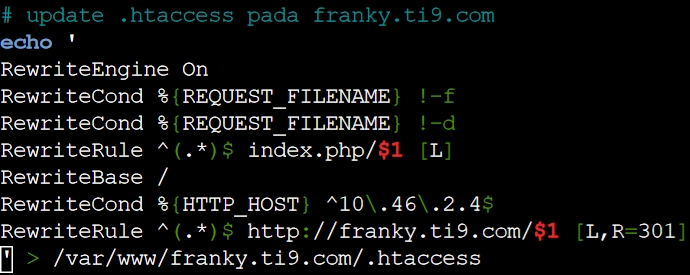 # update .htaccess pada franky.ti9.com
echo '
RewriteEngine On
RewriteCond %{REQUEST_FILENAME} !-f
RewriteCond %{REQUEST_FILENAME} !-d
RewriteRule ^(.*)$ index.php/$1 [L]
RewriteBase /
RewriteCond %{HTTP_HOST} ^10\.46\.2.4$
RewriteRule ^(.*)$ http://franky.ti9.com/$1 [L,R=301]
' > /var/www/franky.ti9.com/.htaccess